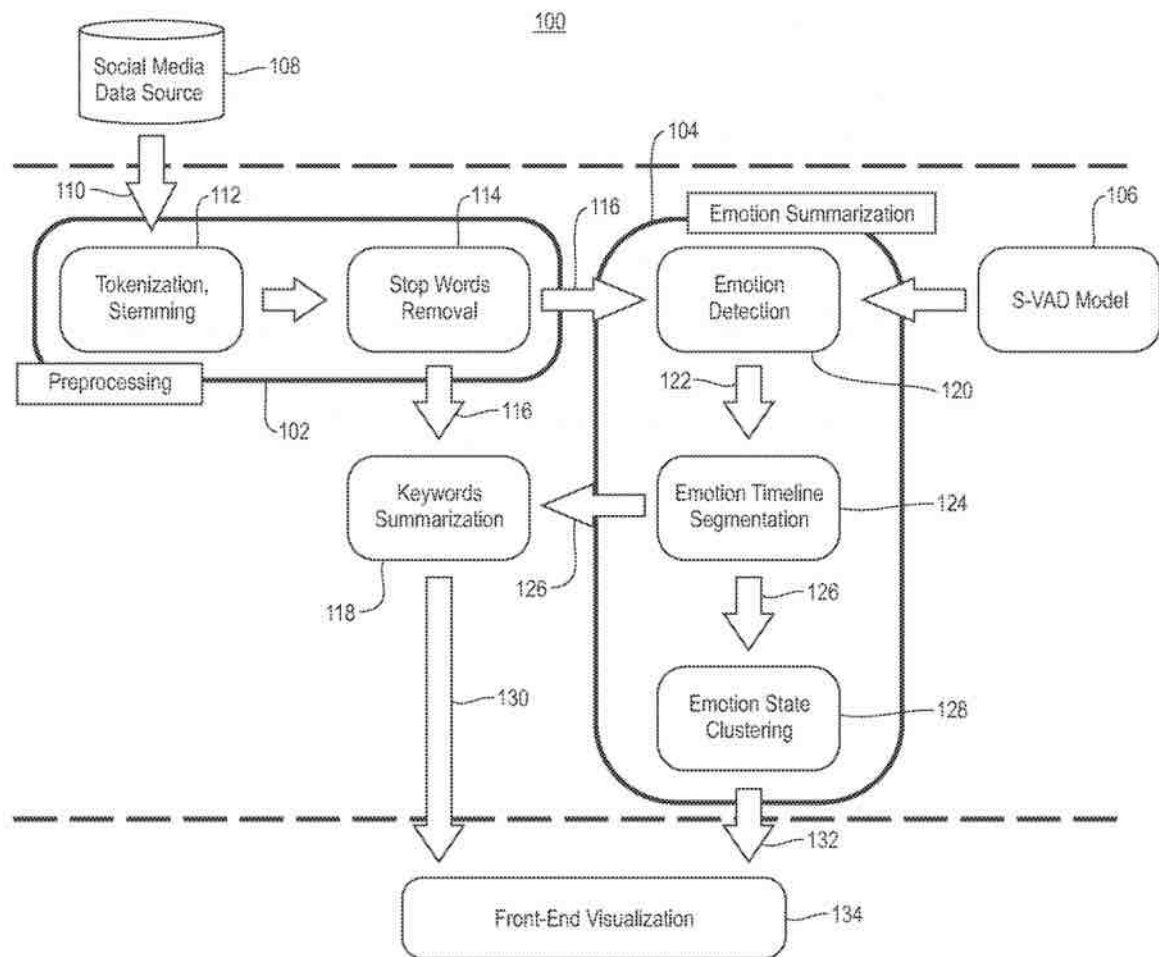 100
Social Media
Data Source
108
104
110
112
114
116
Emotion Summarization
106
Tokenization,
Stemming
Stop Words
Removal
Emotion
Detection
S-VAD Model
Preprocessing
102
116
122
120
Keywords
Summarization
Emotion Timeline
Segmentation
124
118
126
126
130
Emotion State
Clustering
128
132
Front-End Visualization
134